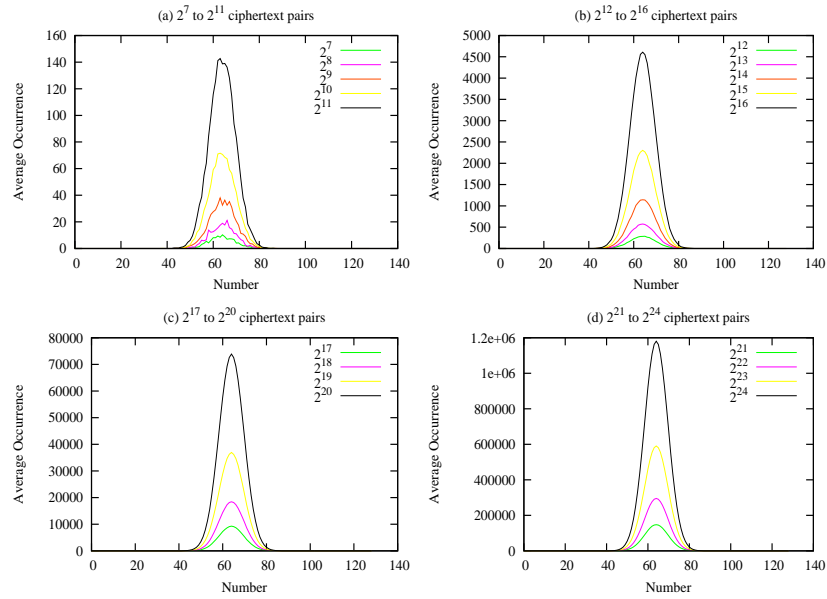 (a) 2^7 to 2^11 ciphertext pairs
160
140
120
100
80
60
40
20
0
0 20 40 60 80 100 120 140
Average Occurrence
Number
2^7
2^8
2^9
2^10
2^11
(b) 2^12 to 2^16 ciphertext pairs
5000
4500
4000
3500
3000
2500
2000
1500
1000
500
0
0 20 40 60 80 100 120 140
Average Occurrence
Number
2^12
2^13
2^14
2^15
2^16
(c) 2^17 to 2^20 ciphertext pairs
80000
70000
60000
50000
40000
30000
20000
10000
0
0 20 40 60 80 100 120 140
Average Occurrence
Number
2^17
2^18
2^19
2^20
(d) 2^21 to 2^24 ciphertext pairs
1.2e+06
1e+06
800000
600000
400000
200000
0
0 20 40 60 80 100 120 140
Average Occurrence
Number
2^21
2^22
2^23
2^24